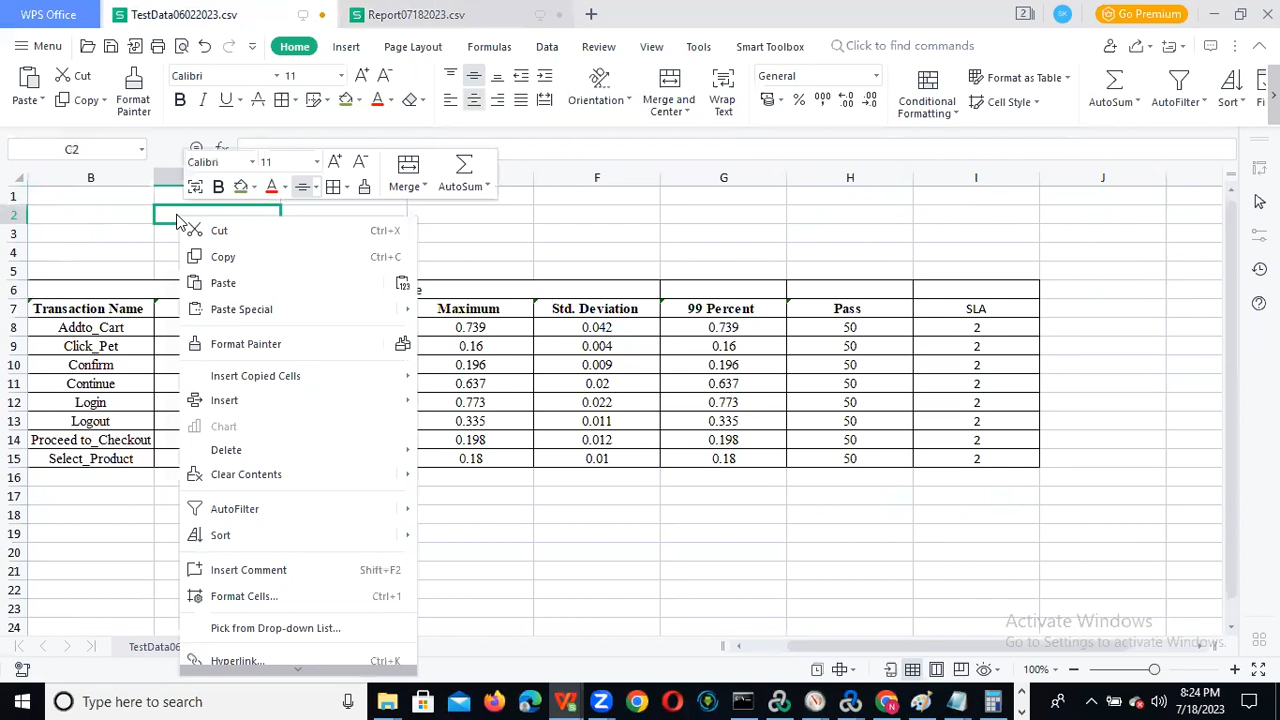 WPS Office TestData06022023.csv Report07182023.csv SK Go Premium
Menu Home Insert Page Layout Formulas Data Review View Tools Smart Toolbox Click to find commands
Calibri 11 General Format as Table
Cut
Paste Copy Format Painter Orientation Merge and Center Wrap Text Conditional Formatting Cell Style AutoSum AutoFilter Sort Fi
C2
Calibri 11
Merge AutoSum
B F G H I J
1
2
3
4
5
6 e
7 Transaction Name Maximum Std. Deviation 99 Percent Pass SLA
8 Addto_Cart 0.739 0.042 0.739 50 2
9 Click_Pet 0.16 0.004 0.16 50 2
10 Confirm 0.196 0.009 0.196 50 2
11 Continue 0.637 0.02 0.637 50 2
12 Login 0.773 0.022 0.773 50 2
13 Logout 0.335 0.011 0.335 50 2
14 Proceed to_Checkout 0.198 0.012 0.198 50 2
15 Select_Product 0.18 0.01 0.18 50 2
16
17
18
19
20
21
22
23
24
Cut Ctrl+X
Copy Ctrl+C
Paste
Paste Special
Format Painter
Insert Copied Cells
Insert
Chart
Delete
Clear Contents
AutoFilter
Sort
Insert Comment Shift+F2
Format Cells... Ctrl+1
Pick from Drop-down List...
Hyperlink... Ctrl+K
Activate Windows
Go to Settings to activate Windows.
TestData06
100%
Type here to search
8:24 PM
7/18/2023